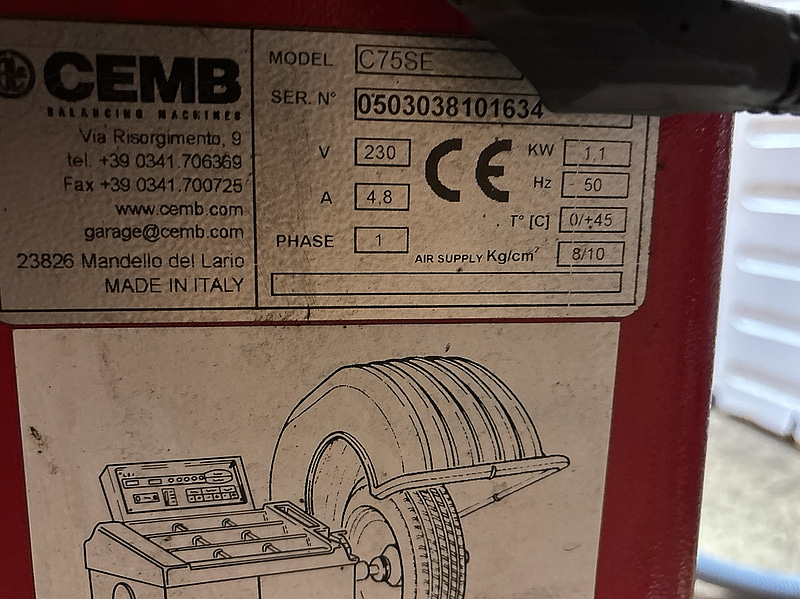 CEMB
BALANCING MACHINES
Via Risorgimento, 9
tel. +39 0341.706369
Fax +39 0341.700725
www.cemb.com
garage@cemb.com
23826 Mandello del Lario
MADE IN ITALY
MODEL C75SE
SER. N° 0503038101634
V 230
A 4,8
PHASE 1
CE
KW 1,1
Hz 50
T° [C] 0/+45
AIR SUPPLY Kg/cm² 8/10